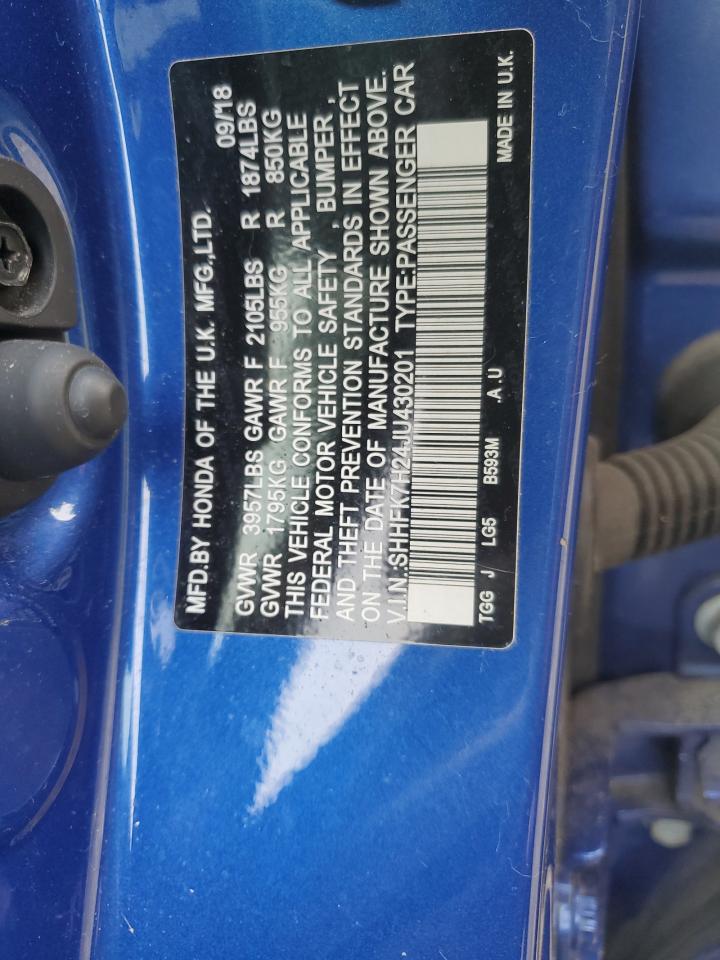 MFD.BY HONDA OF THE U.K. MFG.,LTD. 09/18
GVWR 3957LBS GAWR F 2105LBS R 1874LBS
GVWR 1795KG GAWR F 955KG R 850KG
THIS VEHICLE CONFORMS TO ALL APPLICABLE
FEDERAL MOTOR VEHICLE SAFETY , BUMPER ,
AND THEFT PREVENTION STANDARDS IN EFFECT
ON THE DATE OF MANUFACTURE SHOWN ABOVE.
V.I.N.:SHHFK7H24JU430201 TYPE:PASSENGER CAR
TGG J LG5 B593M .A.U MADE IN U.K.